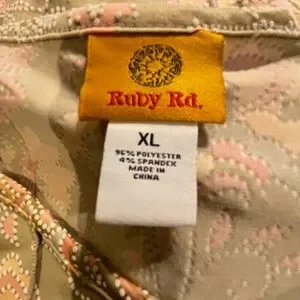 Ruby Rd.
XL
96% POLYESTER
4% SPANDEX
MADE IN
CHINA